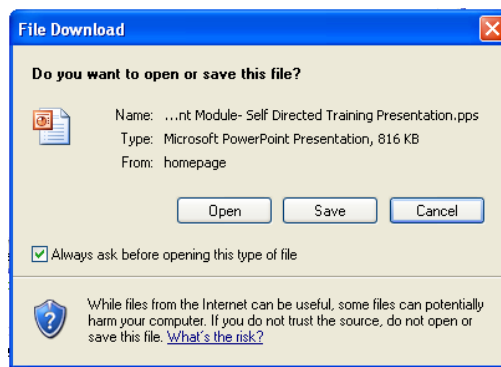 File Download
Do you want to open or save this file?
Name: ...nt Module- Self Directed Training Presentation.pps
Type: Microsoft PowerPoint Presentation, 816 KB
From: homepage
Open Save Cancel
Always ask before opening this type of file
While files from the Internet can be useful, some files can potentially
harm your computer. If you do not trust the source, do not open or
save this file. What's the risk?